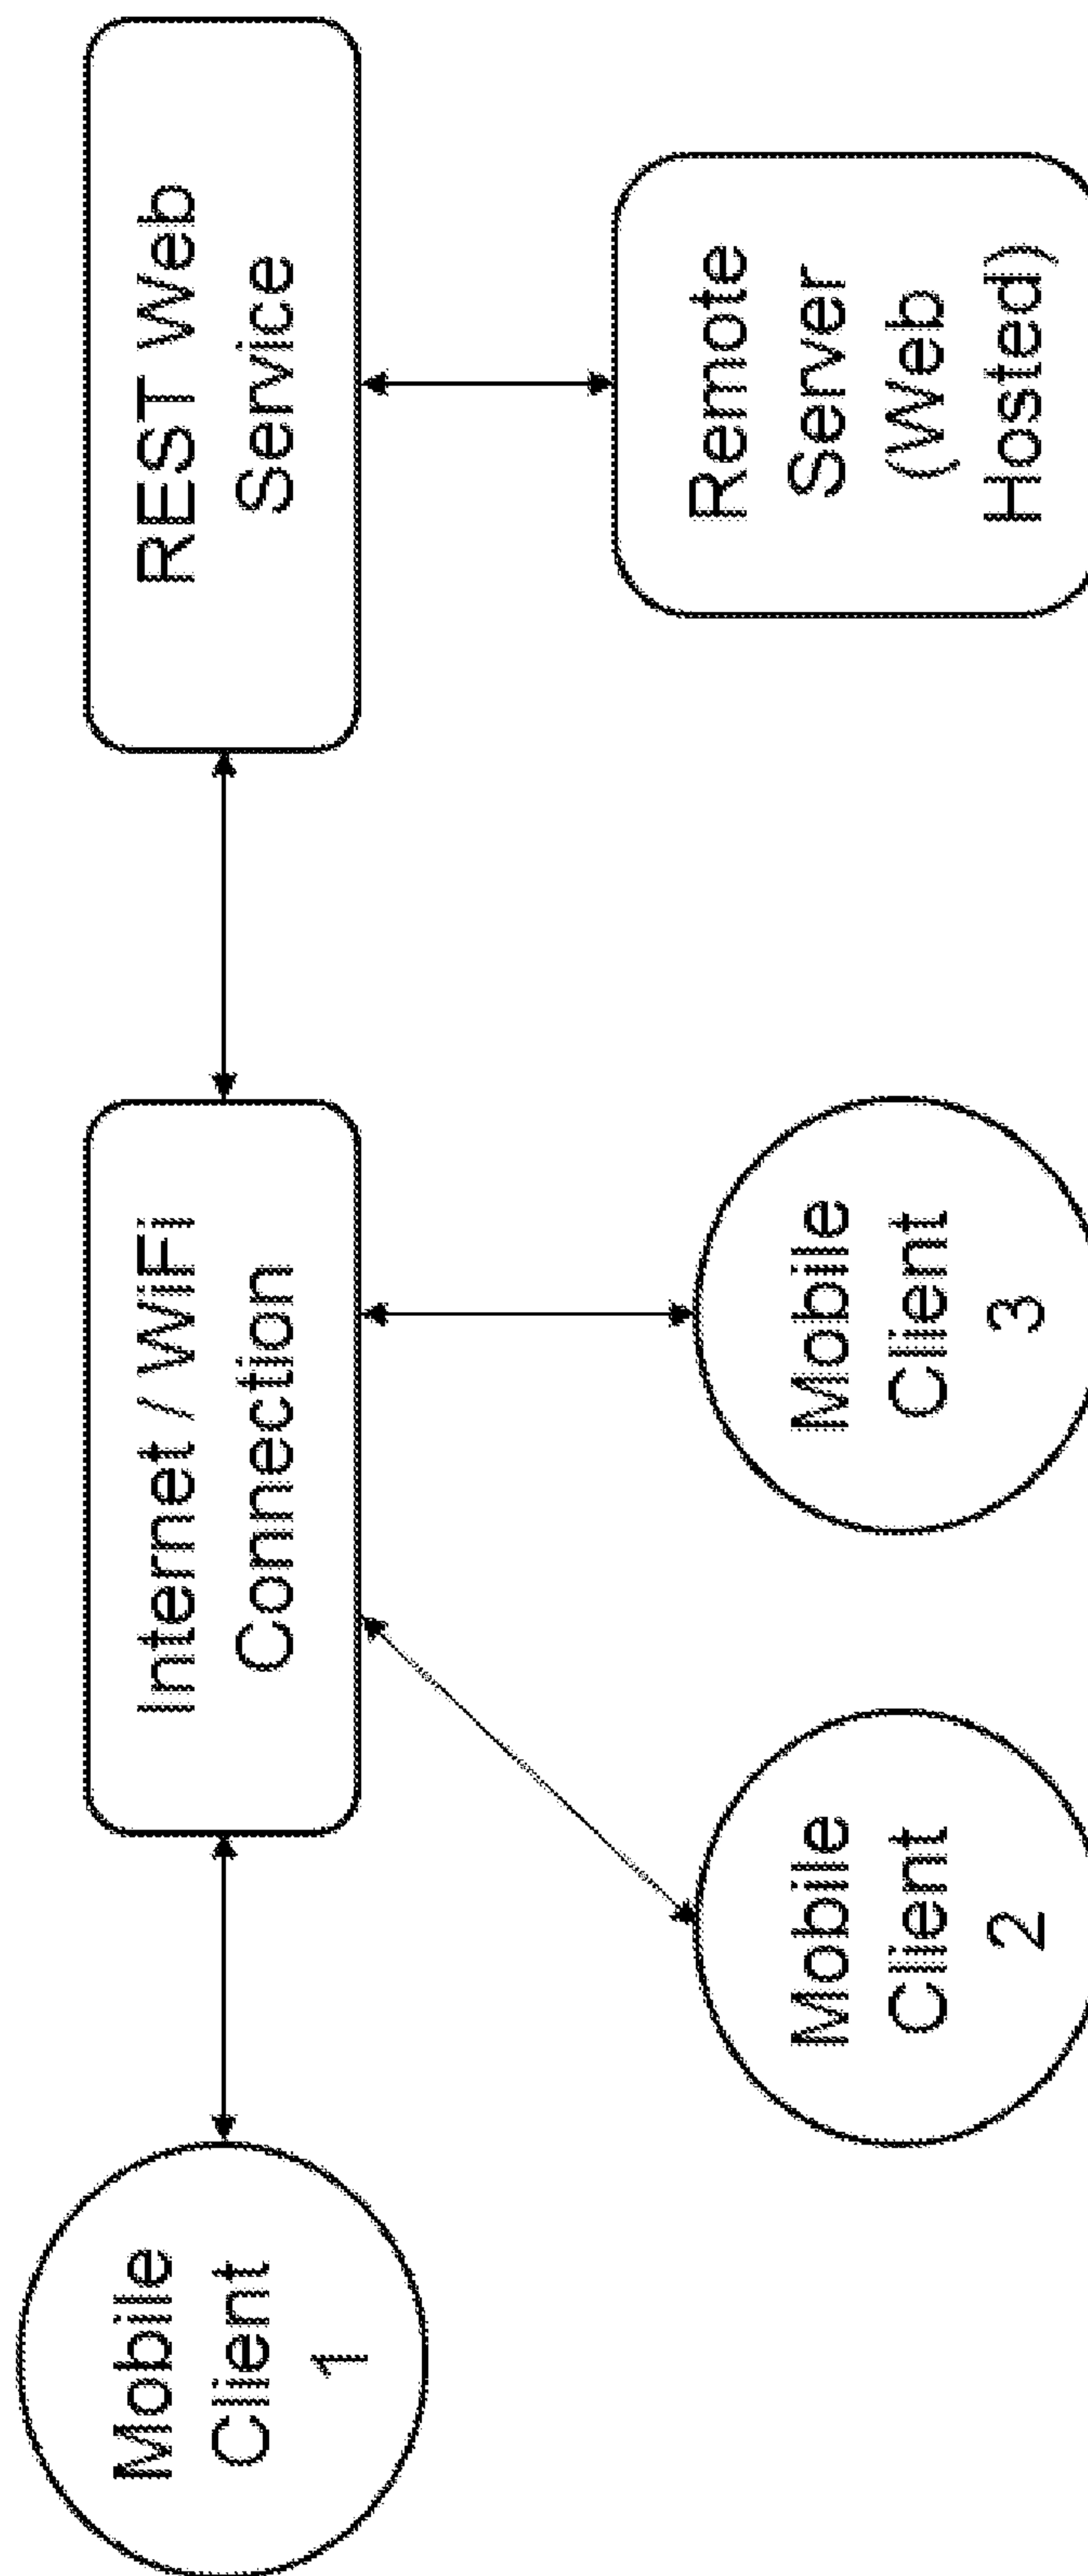 Mobile
Client
1
Internet / WiFi
Connection
REST Web
Service
Mobile
Client
2
Mobile
Client
3
Remote
Server
(Web
Hosted)